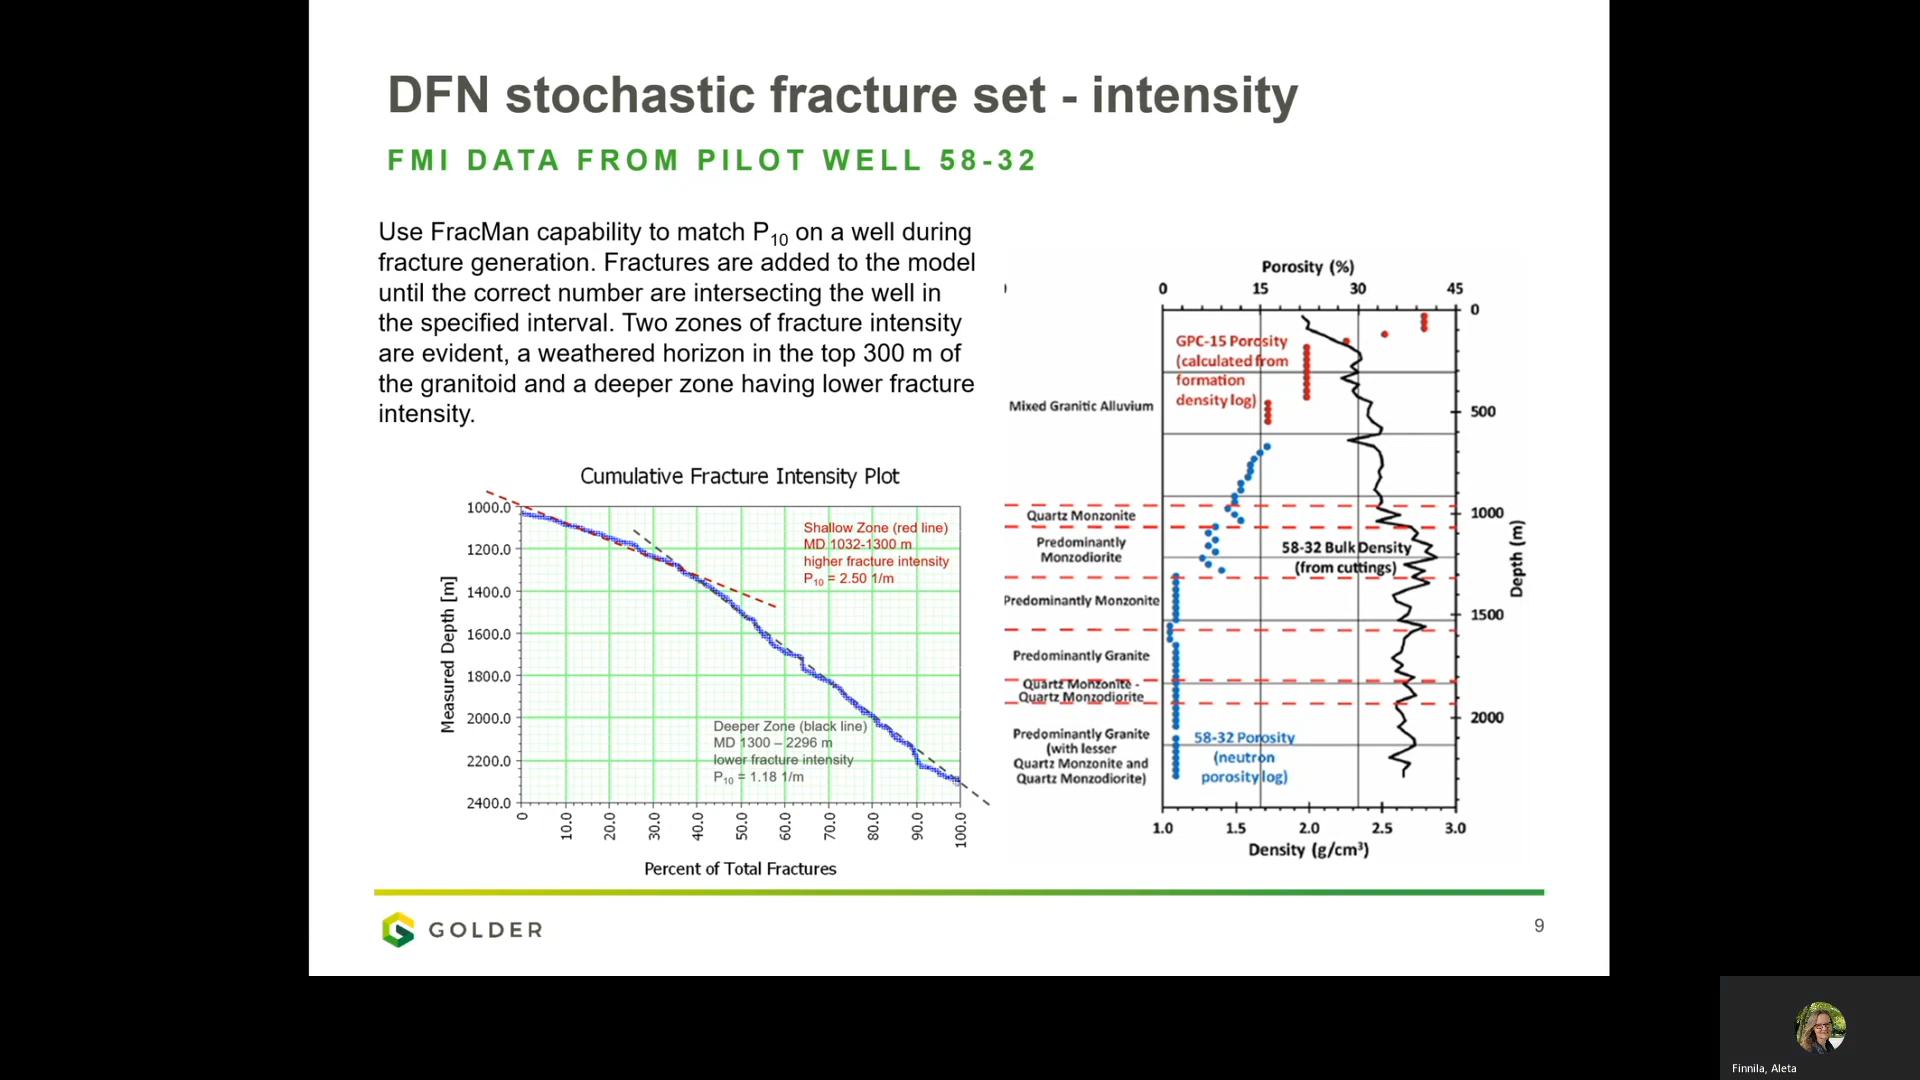 DFN stochastic fracture set - intensity
FMI DATA FROM PILOT WELL 58-32
Use FracMan capability to match P10 on a well during
fracture generation. Fractures are added to the model
until the correct number are intersecting the well in
the specified interval. Two zones of fracture intensity
are evident, a weathered horizon in the top 300 m of
the granitoid and a deeper zone having lower fracture
intensity.
Cumulative Fracture Intensity Plot
Measured Depth [m]
1000.0
1200.0
1400.0
1600.0
1800.0
2000.0
2200.0
2400.0
Shallow Zone (red line)
MD 1032-1300 m
higher fracture intensity
P10 = 2.50 1/m
Deeper Zone (black line)
MD 1300 – 2296 m
lower fracture intensity
P10 = 1.18 1/m
0 10.0 20.0 30.0 40.0 50.0 60.0 70.0 80.0 90.0 100.0
Percent of Total Fractures
Porosity (%)
0 15 30 45
GPC-15 Porosity
(calculated from
formation
density log)
Mixed Granitic Alluvium
Quartz Monzonite
Predominantly
Monzodiorite
Predominantly Monzonite
Predominantly Granite
Quartz Monzonite -
Quartz Monzodiorite
Predominantly Granite
(with lesser
Quartz Monzonite and
Quartz Monzodiorite)
58-32 Bulk Density
(from cuttings)
58-32 Porosity
(neutron
porosity log)
0
500
1000
1500
2000
Depth (m)
1.0 1.5 2.0 2.5 3.0
Density (g/cm³)
GOLDER
9
Finnila, Aleta